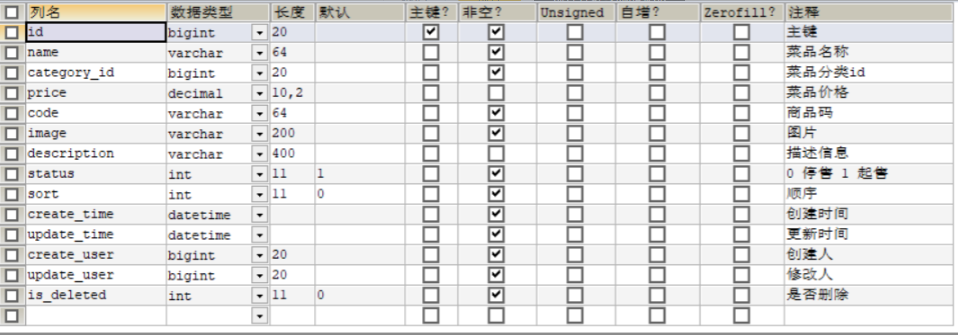 列名 数据类型 长度 默认 主键? 非空? Unsigned 自增? Zerofill? 注释
id bigint 20 主键
name varchar 64 菜品名称
category_id bigint 20 菜品分类id
price decimal 10,2 菜品价格
code varchar 64 商品码
image varchar 200 图片
description varchar 400 描述信息
status int 11 1 0 停售 1 起售
sort int 11 0 顺序
create_time datetime 创建时间
update_time datetime 更新时间
create_user bigint 20 创建人
update_user bigint 20 修改人
is_deleted int 11 0 是否删除